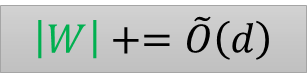 |W| += Õ(d)